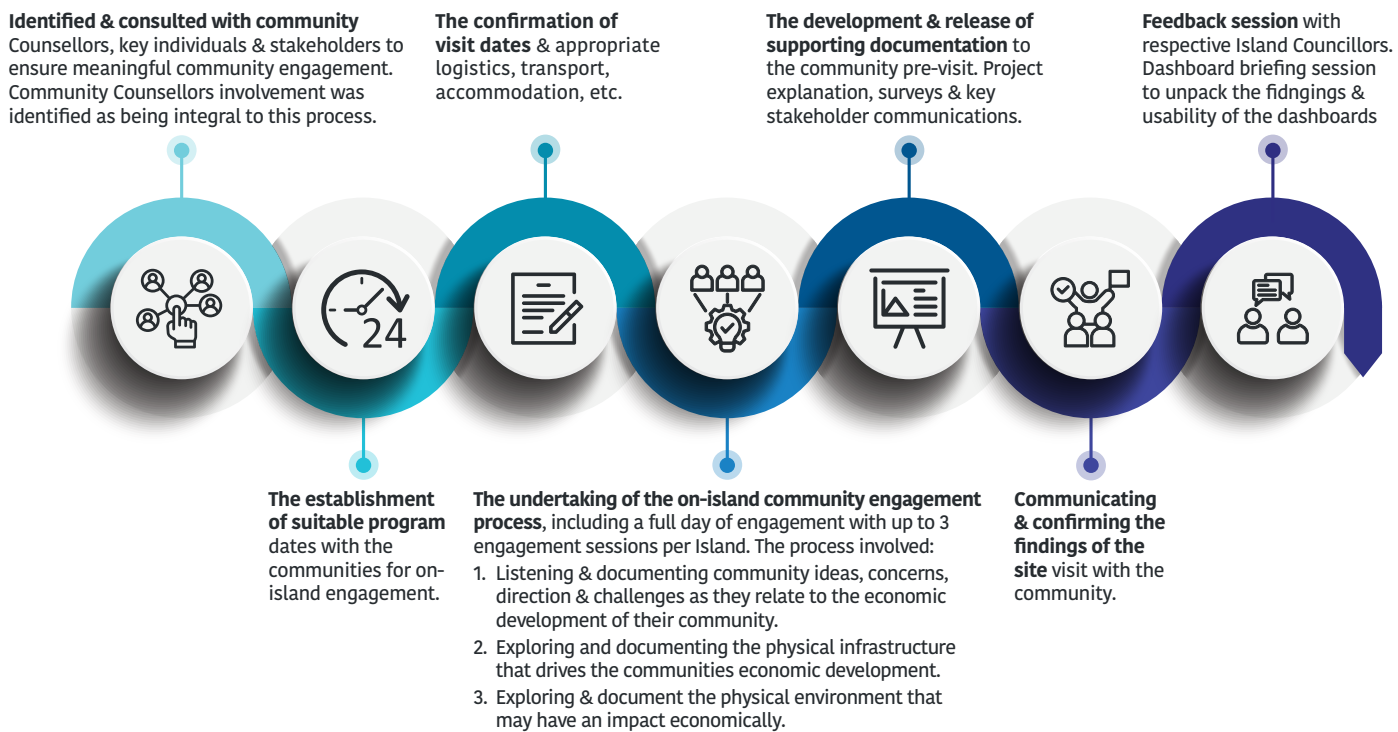 Identified & consulted with community
Counsellors, key individuals & stakeholders to
ensure meaningful community engagement.
Community Counsellors involvement was
identified as being integral to this process.
The confirmation of
visit dates & appropriate
logistics, transport,
accommodation, etc.
The development & release of
supporting documentation to
the community pre-visit. Project
explanation, surveys & key
stakeholder communications.
Feedback session with
respective Island Councillors.
Dashboard briefing session
to unpack the fidngings &
usability of the dashboards
24
The establishment
of suitable program
dates with the
communities for on-
island engagement.
The undertaking of the on-island community engagement
process, including a full day of engagement with up to 3
engagement sessions per Island. The process involved:
1. Listening & documenting community ideas, concerns,
direction & challenges as they relate to the economic
development of their community.
2. Exploring and documenting the physical infrastructure
that drives the communities economic development.
3. Exploring & document the physical environment that
may have an impact economically.
Communicating
& confirming the
findings of the
site visit with the
community.